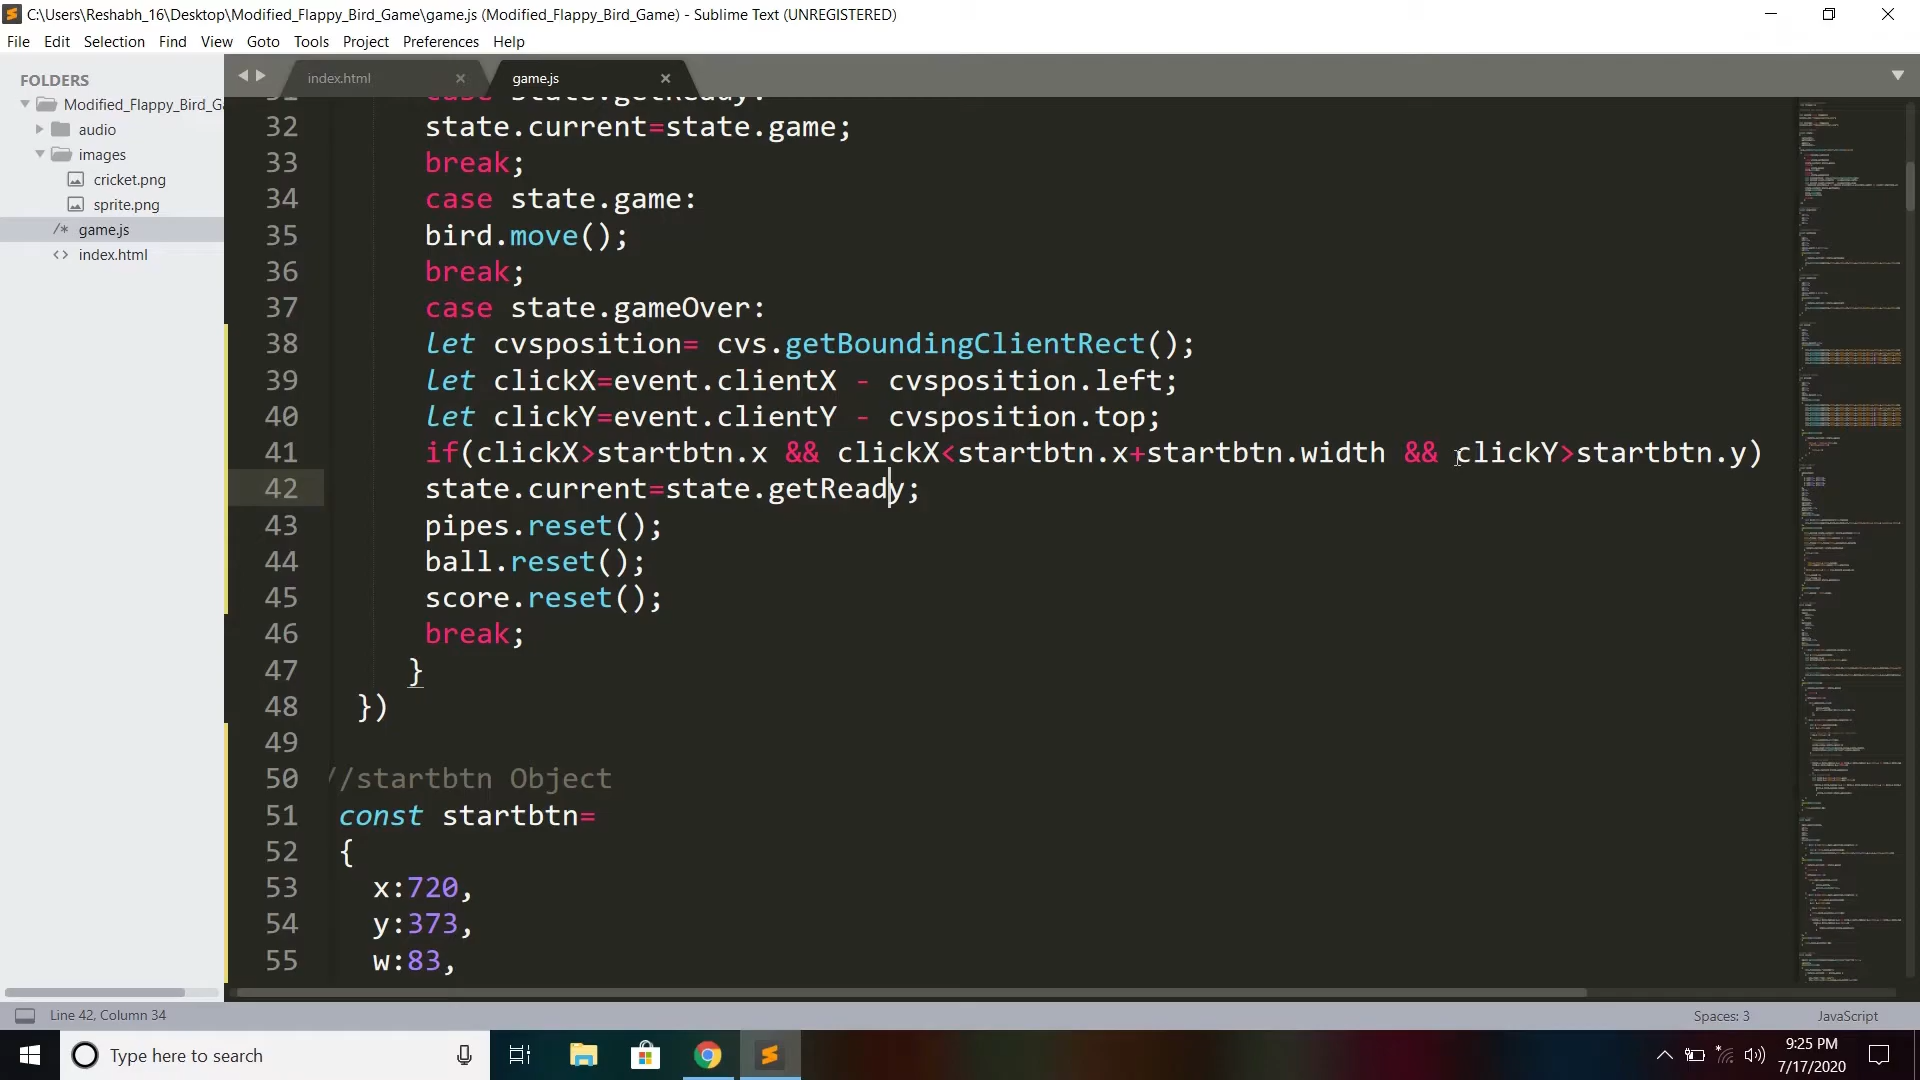 C:\Users\Reshabh_16\Desktop\Modified_Flappy_Bird_Game\game.js (Modified_Flappy_Bird_Game) - Sublime Text (UNREGISTERED)
File Edit Selection Find View Goto Tools Project Preferences Help
FOLDERS
Modified_Flappy_Bird_Ga
audio
images
cricket.png
sprite.png
/* game.js
<> index.html
index.html
game.js
31 case state.getReady:
32 state.current=state.game;
33 break;
34 case state.game:
35 bird.move();
36 break;
37 case state.gameOver:
38 let cvsposition= cvs.getBoundingClientRect();
39 let clickX=event.clientX - cvsposition.left;
40 let clickY=event.clientY - cvsposition.top;
41 if(clickX>startbtn.x && clickX<startbtn.x+startbtn.width && clickY>startbtn.y)
42 state.current=state.getReady;
43 pipes.reset();
44 ball.reset();
45 score.reset();
46 break;
47 }
48 })
49
50 //startbtn Object
51 const startbtn=
52 {
53 x:720,
54 y:373,
55 w:83,
Line 42, Column 34
Spaces: 3
JavaScript
Type here to search
9:25 PM
7/17/2020